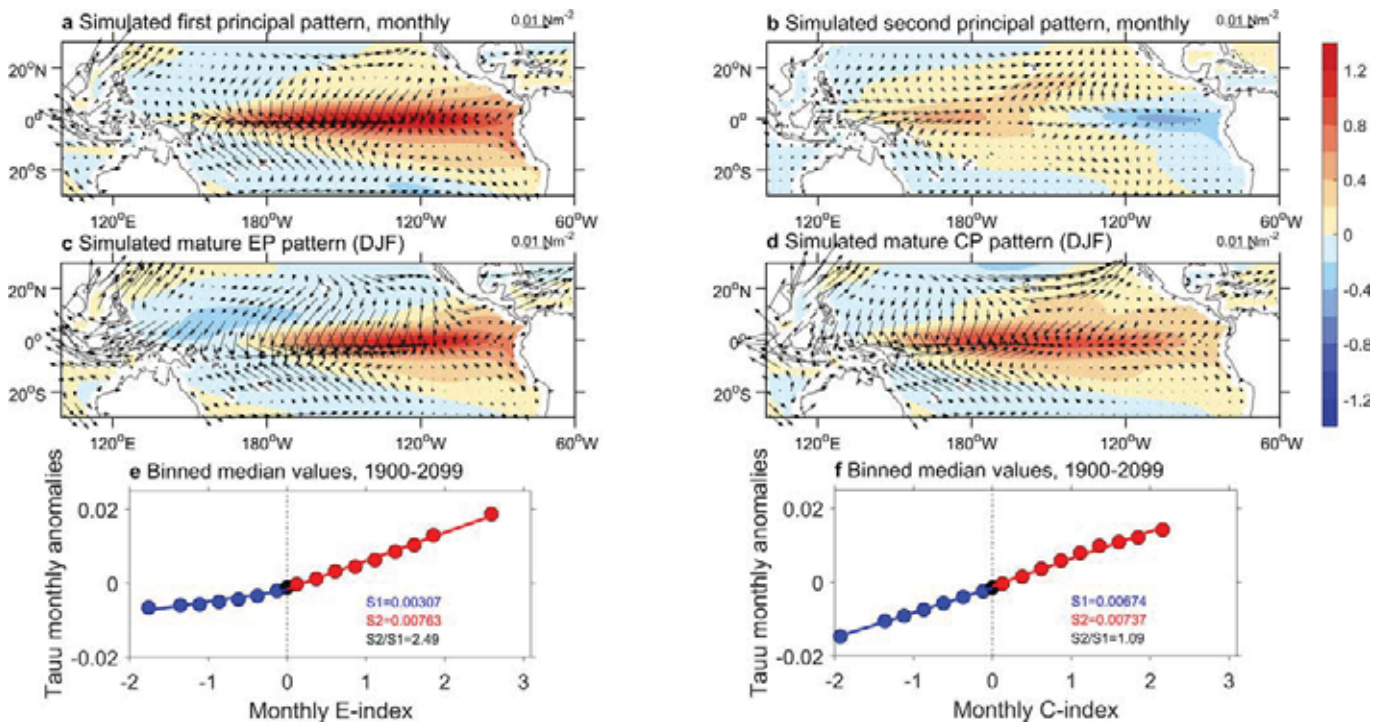 a Simulated first principal pattern, monthly
0.01 Nm-2
20°N
0°
20°S
120°E
180°W
120°W
60°W
b Simulated second principal pattern, monthly
0.01 Nm-2
20°N
0°
20°S
120°E
180°W
120°W
60°W
1.2
0.8
0.4
0
-0.4
-0.8
-1.2
c Simulated mature EP pattern (DJF)
0.01 Nm-2
20°N
0°
20°S
120°E
180°W
120°W
60°W
d Simulated mature CP pattern (DJF)
0.01 Nm-2
20°N
0°
20°S
120°E
180°W
120°W
60°W
e Binned median values, 1900-2099
Tauu monthly anomalies
0.02
0
-0.02
S1=0.00307
S2=0.00763
S2/S1=2.49
-2
-1
0
1
2
3
Monthly E-index
f Binned median values, 1900-2099
Tauu monthly anomalies
0.02
0
-0.02
S1=0.00674
S2=0.00737
S2/S1=1.09
-2
-1
0
1
2
3
Monthly C-index